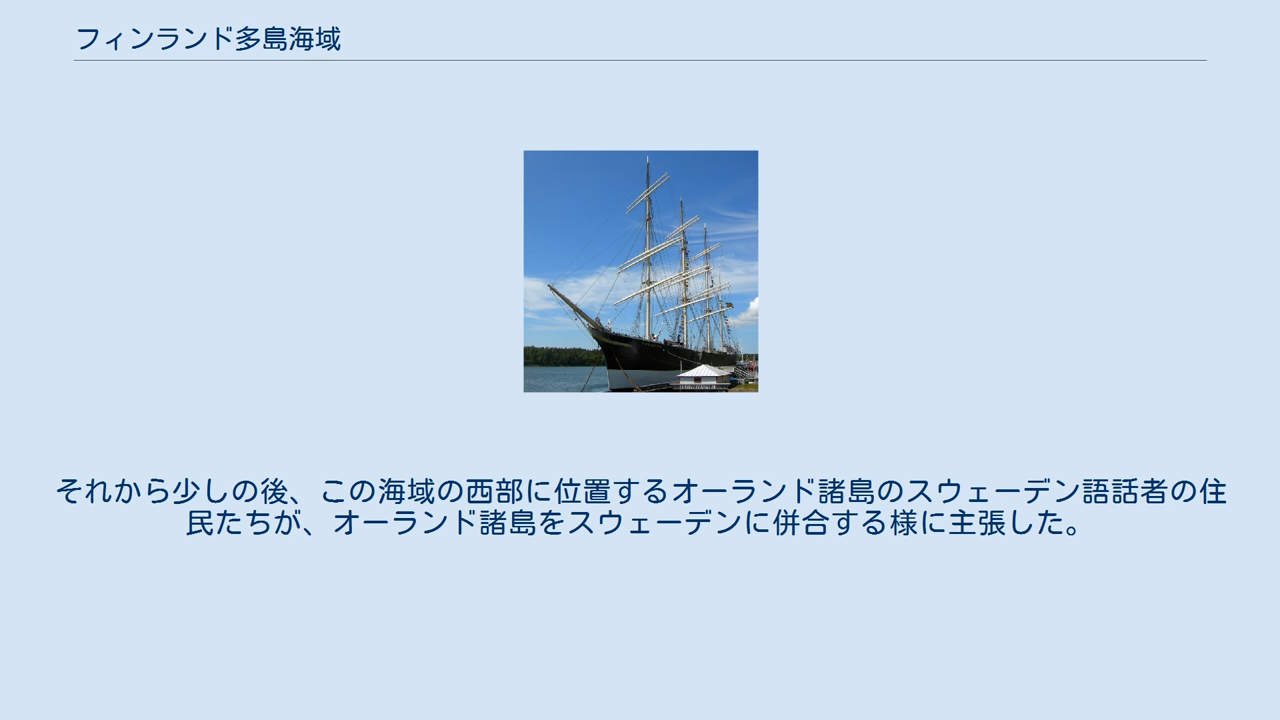 フィンランド多島海域
それから少しの後、この海域の西部に位置するオーランド諸島のスウェーデン語話者の住
民たちが、オーランド諸島をスウェーデンに併合する様に主張した。